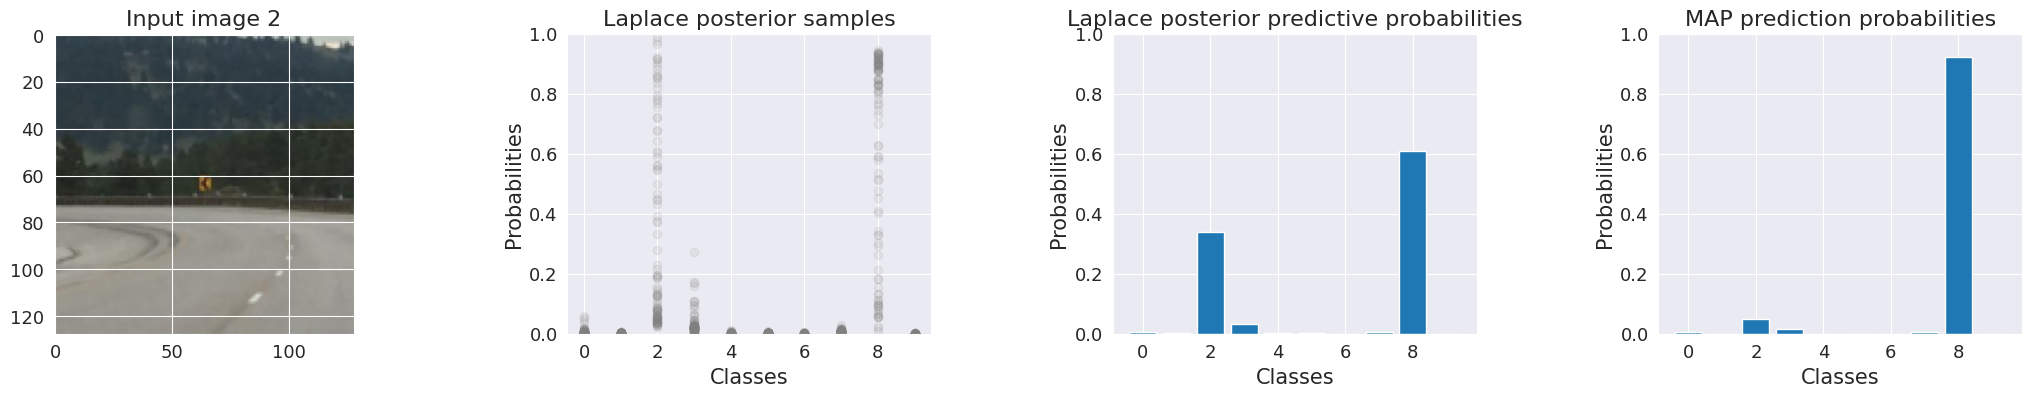 Input image 2
0
20
40
60
80
100
120
0 50 100
Laplace posterior samples
Probabilities
1.0
0.8
0.6
0.4
0.2
0.0
0 2 4 6 8
Classes
Laplace posterior predictive probabilities
Probabilities
1.0
0.8
0.6
0.4
0.2
0.0
0 2 4 6 8
Classes
MAP prediction probabilities
Probabilities
1.0
0.8
0.6
0.4
0.2
0.0
0 2 4 6 8
Classes